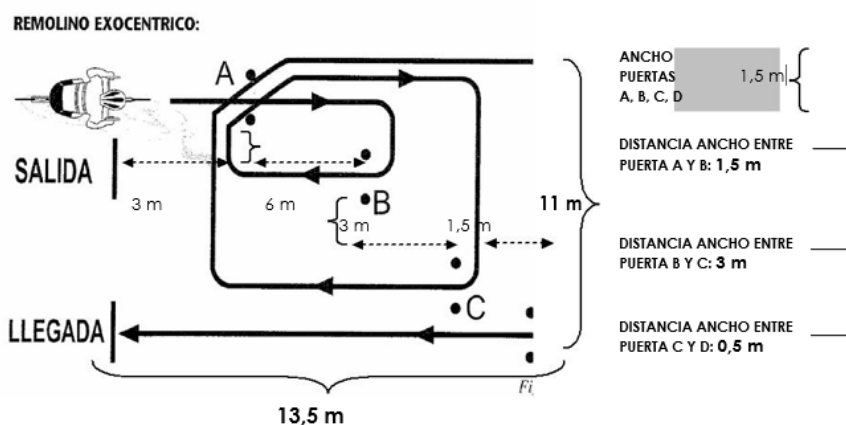 REMOLINO EXOCENTRICO:
A
SALIDA
3 m
6 m
B
3 m
1,5 m
11 m
C
LLEGADA
Fi
13,5 m
ANCHO
PUERTAS
A, B, C, D
1,5 m
DISTANCIA ANCHO ENTRE
PUERTA A Y B: 1,5 m
DISTANCIA ANCHO ENTRE
PUERTA B Y C: 3 m
DISTANCIA ANCHO ENTRE
PUERTA C Y D: 0,5 m